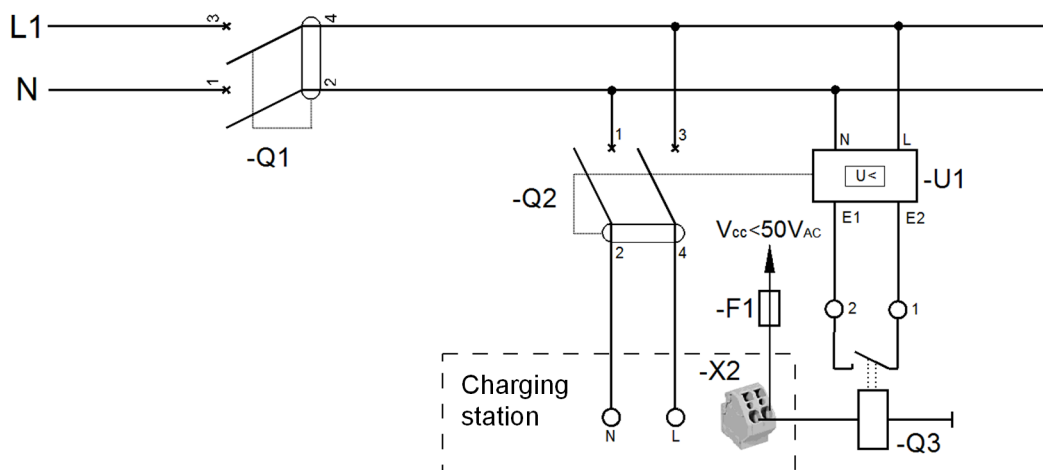 L1
3
4
N
1
2
-Q1
1
3
N
L
U<
-U1
-Q2
E1
E2
2
4
Vcc<50VAC
-F1
2
1
-X2
Charging
station
N
L
-Q3